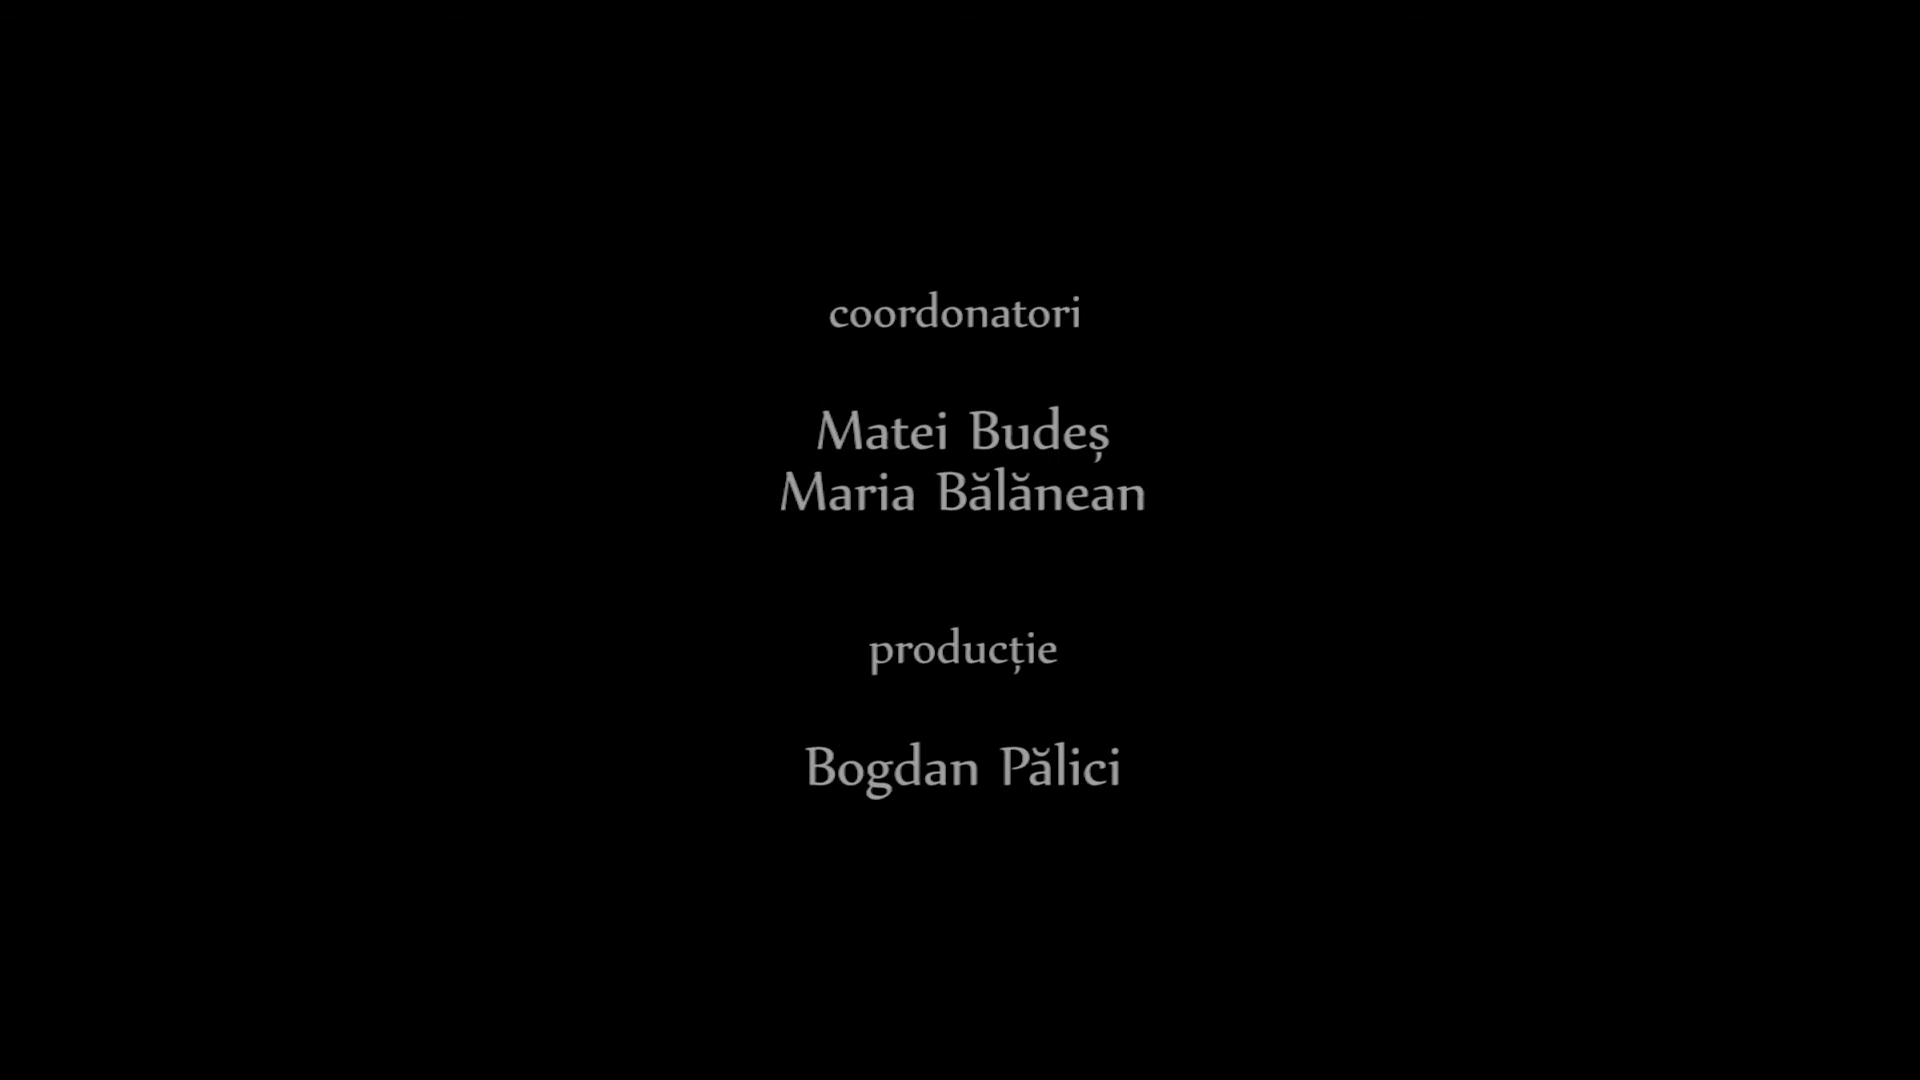 coordonatori
Matei Budeș
Maria Bălănean
producție
Bogdan Pălici